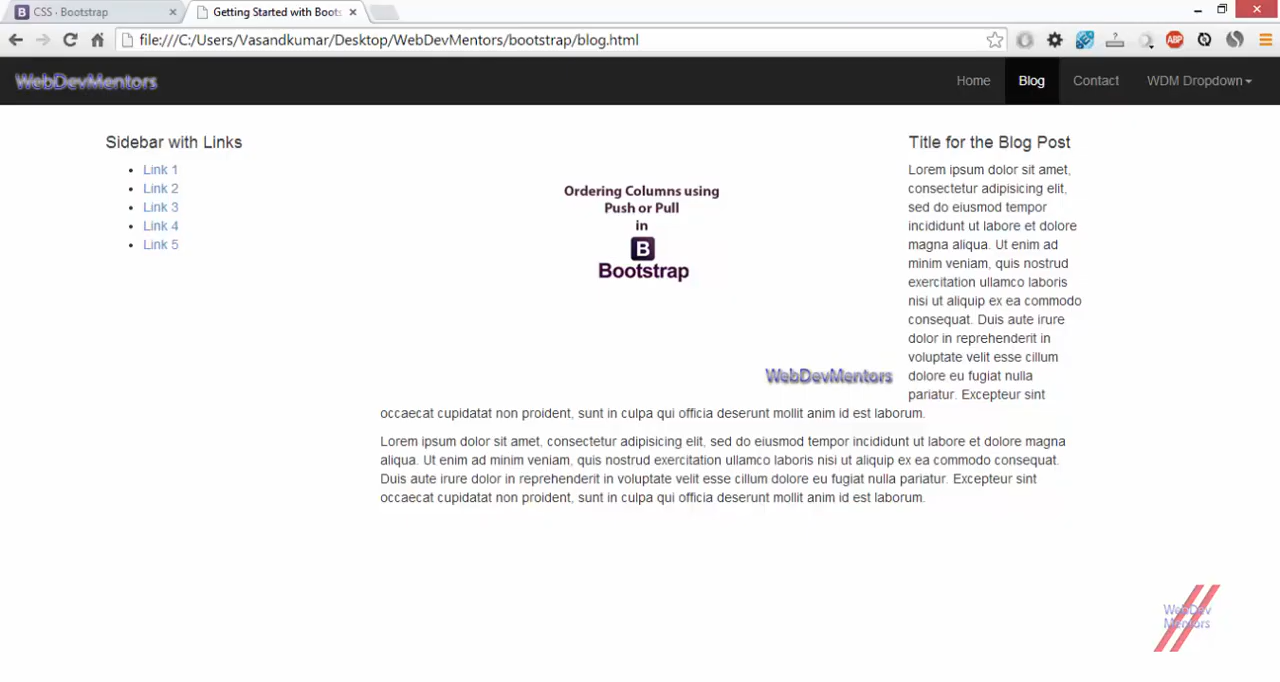 CSS · Bootstrap
Getting Started with Boots
file:///C:/Users/Vasandkumar/Desktop/WebDevMentors/bootstrap/blog.html
ABP
WebDevMentors
Home
Blog
Contact
WDM Dropdown
Sidebar with Links
Link 1
Link 2
Link 3
Link 4
Link 5
Ordering Columns using
Push or Pull
in
B
Bootstrap
WebDevMentors
Title for the Blog Post
Lorem ipsum dolor sit amet,
consectetur adipisicing elit,
sed do eiusmod tempor
incididunt ut labore et dolore
magna aliqua. Ut enim ad
minim veniam, quis nostrud
exercitation ullamco laboris
nisi ut aliquip ex ea commodo
consequat. Duis aute irure
dolor in reprehenderit in
voluptate velit esse cillum
dolore eu fugiat nulla
pariatur. Excepteur sint
occaecat cupidatat non proident, sunt in culpa qui officia deserunt mollit anim id est laborum.
Lorem ipsum dolor sit amet, consectetur adipisicing elit, sed do eiusmod tempor incididunt ut labore et dolore magna
aliqua. Ut enim ad minim veniam, quis nostrud exercitation ullamco laboris nisi ut aliquip ex ea commodo consequat.
Duis aute irure dolor in reprehenderit in voluptate velit esse cillum dolore eu fugiat nulla pariatur. Excepteur sint
occaecat cupidatat non proident, sunt in culpa qui officia deserunt mollit anim id est laborum.
WebDev
Mentors